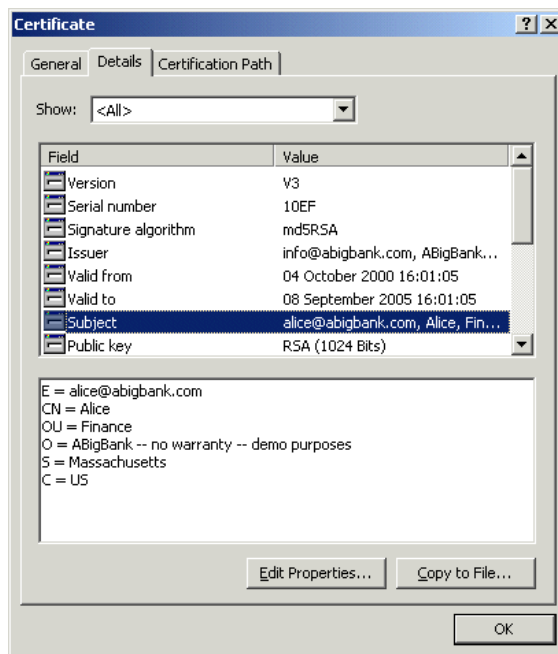 Certificate
General Details Certification Path
Show: <All>
Field Value
Version V3
Serial number 10EF
Signature algorithm md5RSA
Issuer info@abigbank.com, ABigBank...
Valid from 04 October 2000 16:01:05
Valid to 08 September 2005 16:01:05
Subject alice@abigbank.com, Alice, Fin...
Public key RSA (1024 Bits)
E = alice@abigbank.com
CN = Alice
OU = Finance
O = ABigBank -- no warranty -- demo purposes
S = Massachusetts
C = US
Edit Properties... Copy to File...
OK